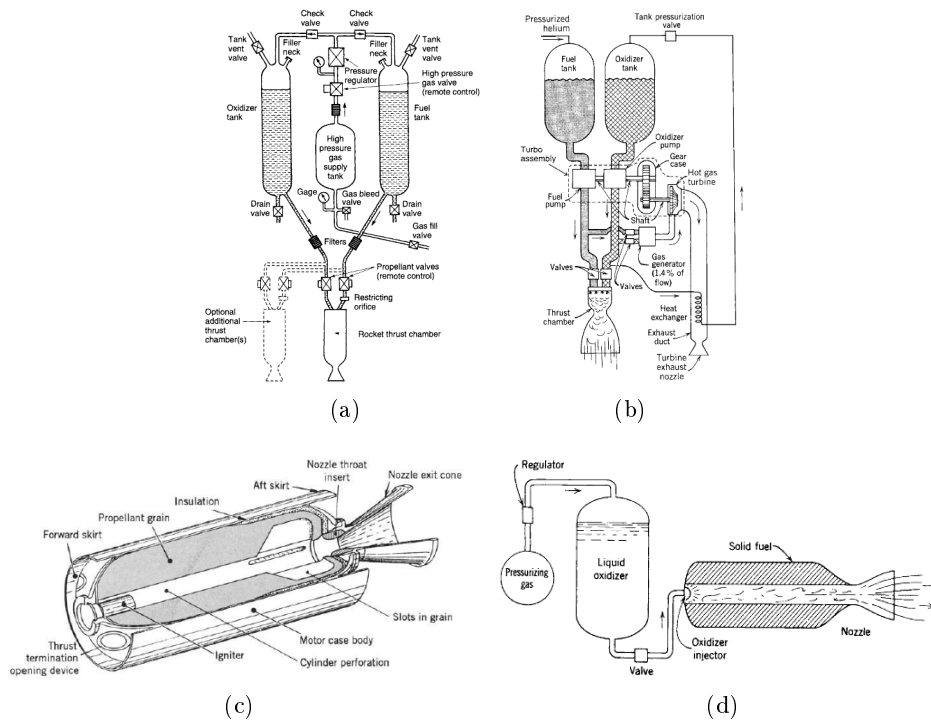 Check
valve
Check
valve
Tank
vent
valve
Filler
neck
Filler
neck
Tank
vent
valve
Pressure
regulator
High pressure
gas valve
(remote control)
Oxidizer
tank
Fuel
tank
High
pressure
gas
supply
tank
Gage
Gas bleed
valve
Drain
valve
Drain
valve
Gas fill
valve
Filters
Propellant valves
(remote control)
Restricting
orifice
Optional
additional
thrust
chamber(s)
Rocket thrust chamber
(a)
Pressurized
helium
Tank pressurization
valve
Fuel
tank
Oxidizer
tank
Oxidizer
pump
Turbo
assembly
Gear
case
Hot gas
turbine
Fuel
pump
Shaft
Gas
generator
(1.4% of
flow)
Valves
Valves
Thrust
chamber
Heat
exchanger
Exhaust
duct
Turbine
exhaust
nozzle
(b)
Nozzle throat
insert
Nozzle exit cone
Aft skirt
Insulation
Propellant grain
Forward skirt
Slots in grain
Motor case body
Thrust
termination
opening device
Igniter
Cylinder perforation
(c)
Regulator
Pressurizing
gas
Liquid
oxidizer
Solid fuel
Nozzle
Oxidizer
injector
Valve
(d)